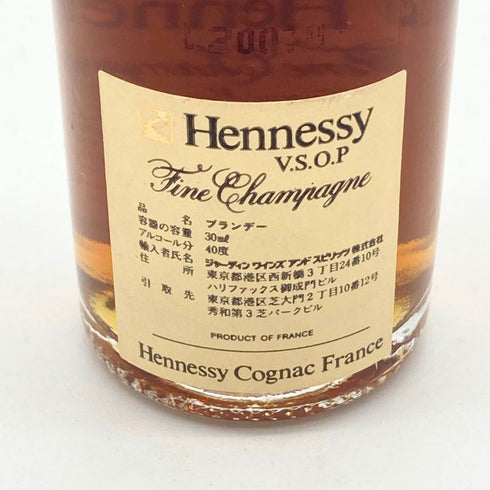 Hennessy
V.S.O.P
Fine Champagne
品 名 ブランデー
容器の容量 30ml
アルコール分 40度
輸入者氏名 ジャーディン ワインズ アンド スピリッツ 株式会社
住 所 東京都港区西新橋3丁目24番10号
ハリファックス御成門ビル
引 取 先 東京都港区芝大門2丁目10番12号
秀和第3芝パークビル
PRODUCT OF FRANCE
Hennessy Cognac France